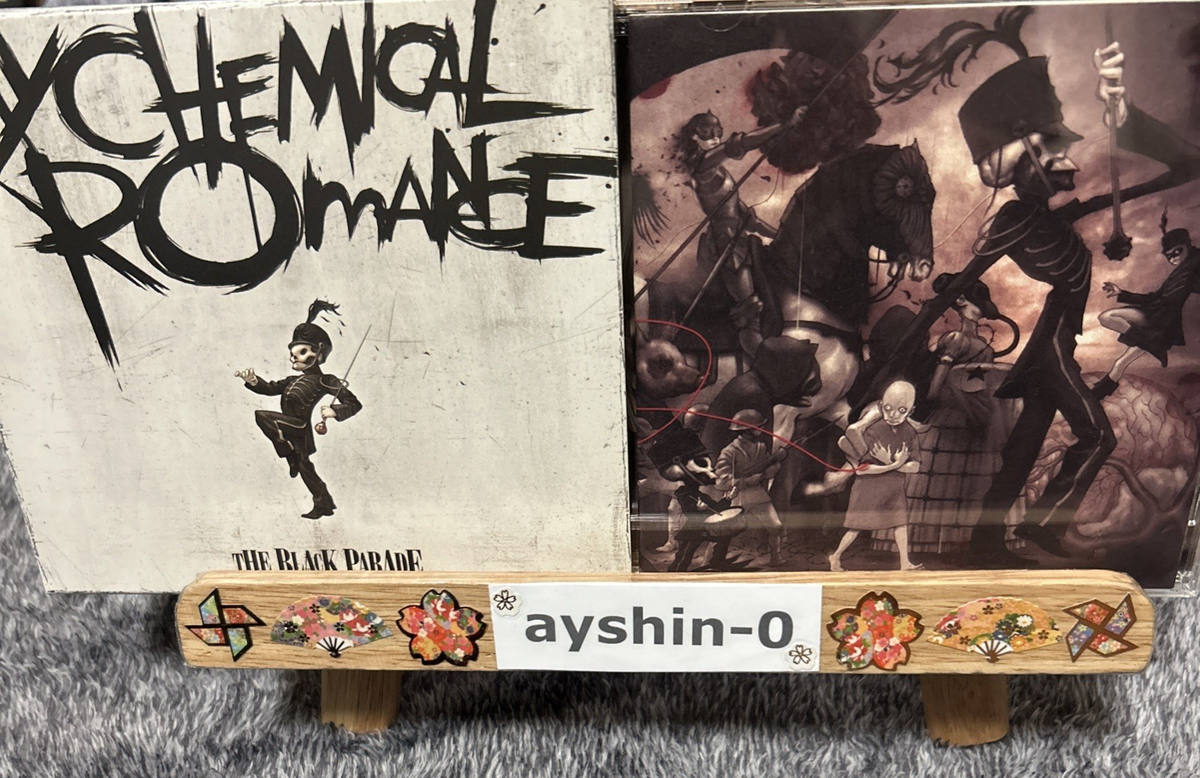 Y CHEMICAL
ROMANCE
THE BLACK PARADE
ayshin-0